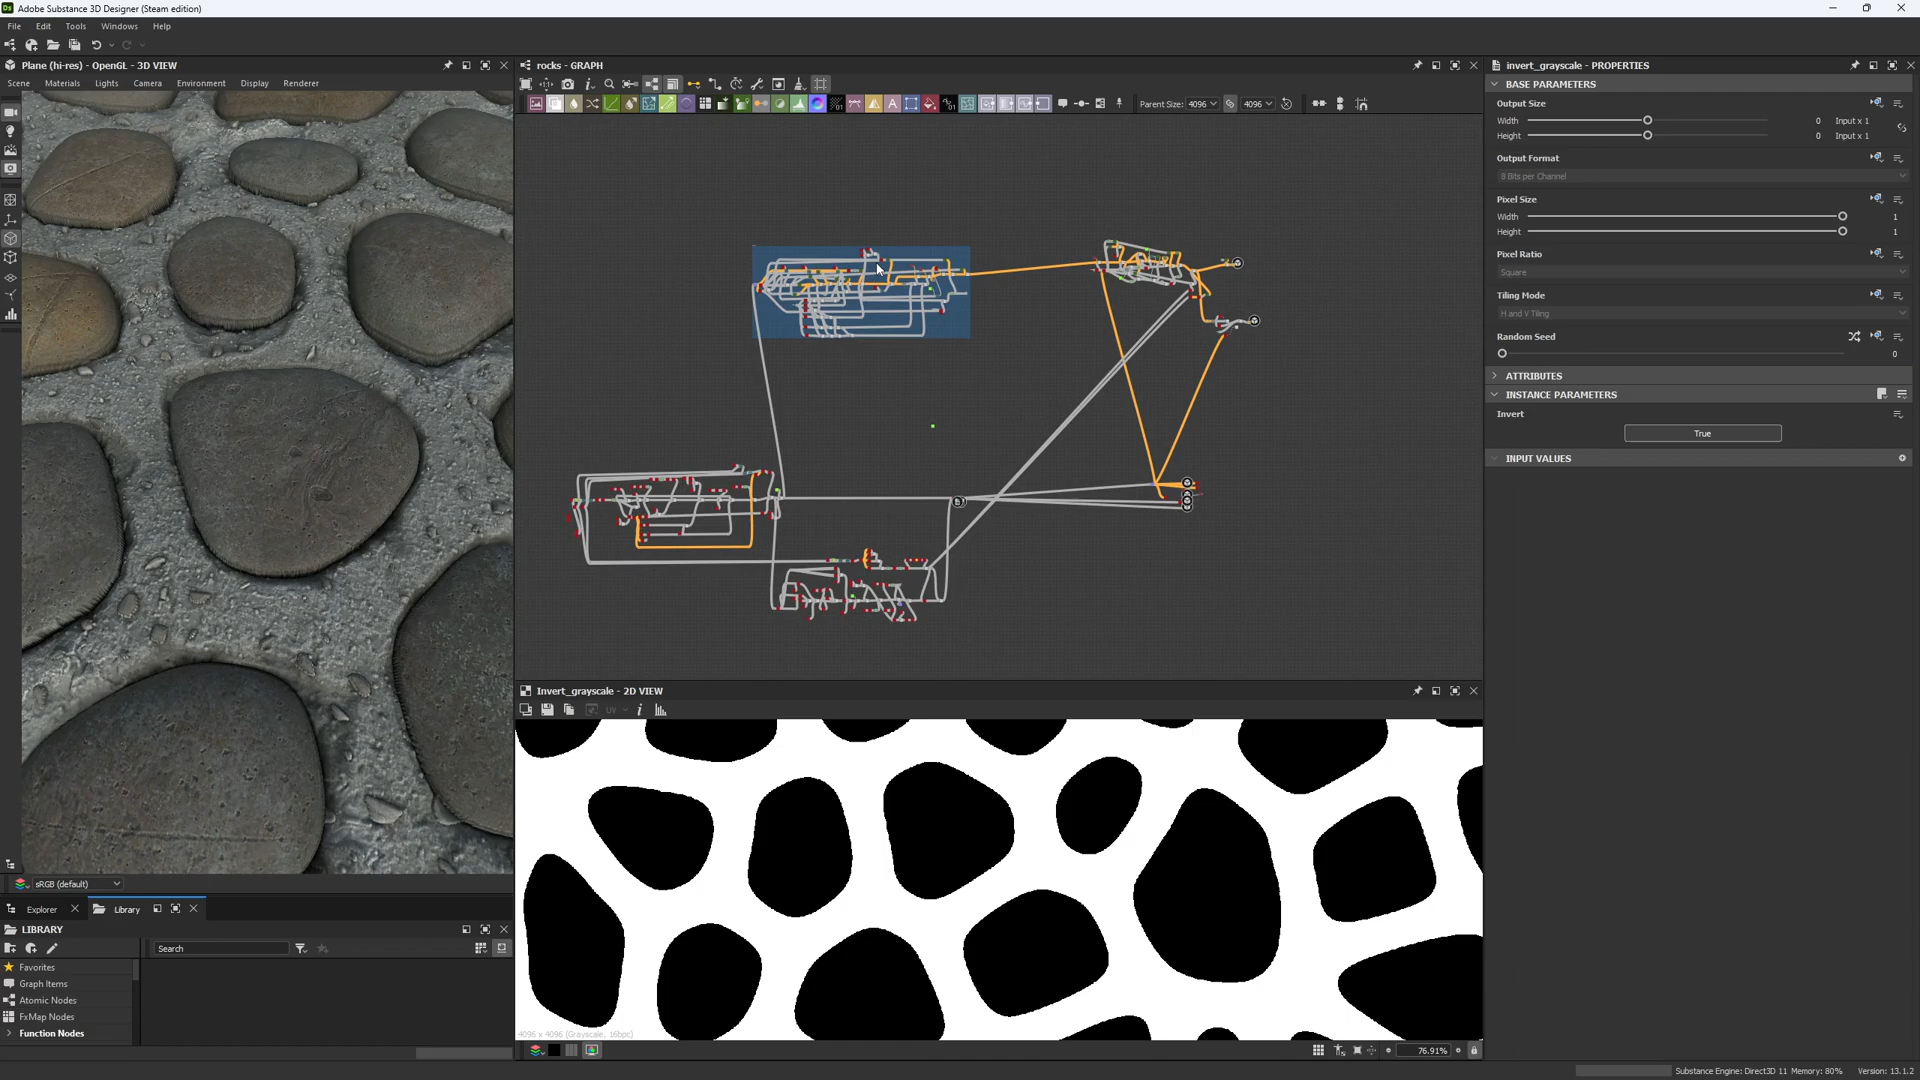 Adobe Substance 3D Designer (Steam edition)
File Edit Tools Windows Help
Plane (hi-res) - OpenGL - 3D VIEW
Scene Materials Lights Camera Environment Display Renderer
rocks - GRAPH
Parent Size: 4096 4096
invert_grayscale - PROPERTIES
BASE PARAMETERS
Output Size
Width 0 Input x 1
Height 0 Input x 1
Output Format
8 Bits per Channel
Pixel Size
Width 1
Height 1
Pixel Ratio
Square
Tiling Mode
H and V Tiling
Random Seed
0
ATTRIBUTES
INSTANCE PARAMETERS
Invert
True
INPUT VALUES
Invert_grayscale - 2D VIEW
UV
4096 x 4096 (Grayscale, 16bpc)
76.91%
sRGB (default)
Explorer Library
LIBRARY
Search
Favorites
Graph Items
Atomic Nodes
FxMap Nodes
Function Nodes
Substance Engine: Direct3D 11 Memory: 80% Version: 13.1.2